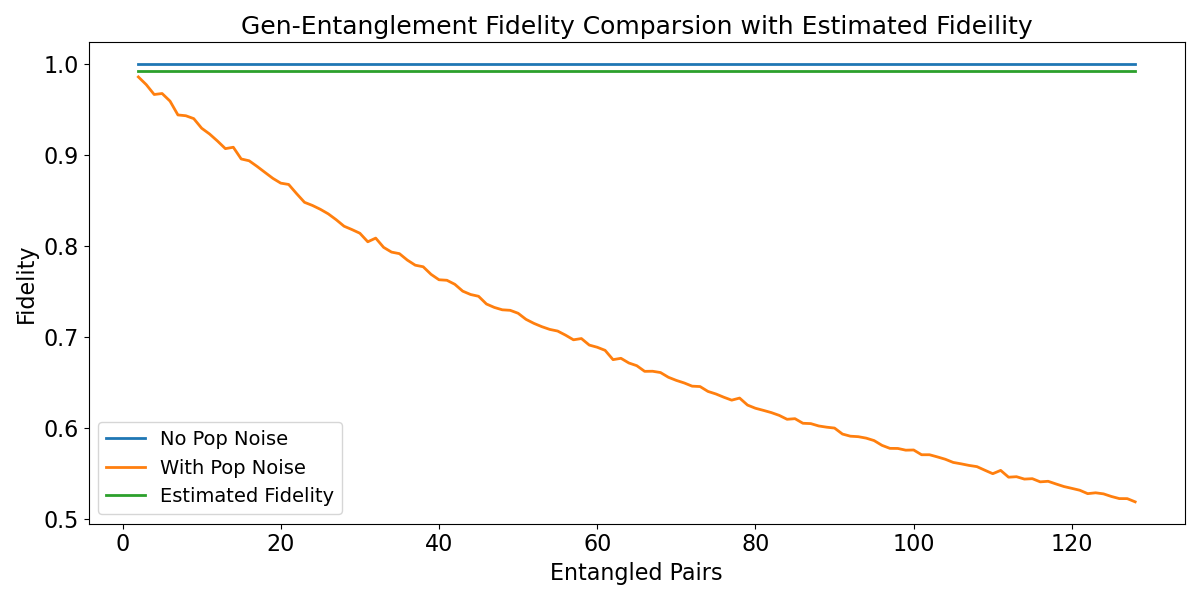 Gen-Entanglement Fidelity Comparsion with Estimated Fideility
1.0
0.9
0.8
0.7
0.6
0.5
Fidelity
No Pop Noise
With Pop Noise
Estimated Fidelity
0 20 40 60 80 100 120
Entangled Pairs